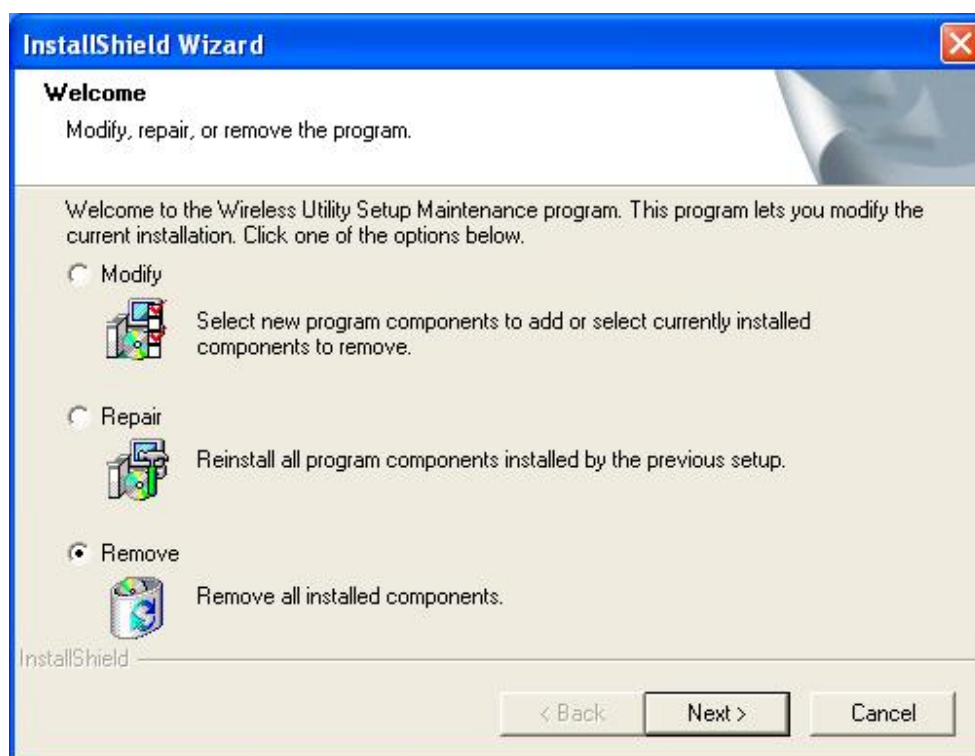 InstallShield Wizard
Welcome
Modify, repair, or remove the program.
Welcome to the Wireless Utility Setup Maintenance program. This program lets you modify the
current installation. Click one of the options below.
Modify
Select new program components to add or select currently installed
components to remove.
Repair
Reinstall all program components installed by the previous setup.
Remove
Remove all installed components.
InstallShield
< Back
Next >
Cancel